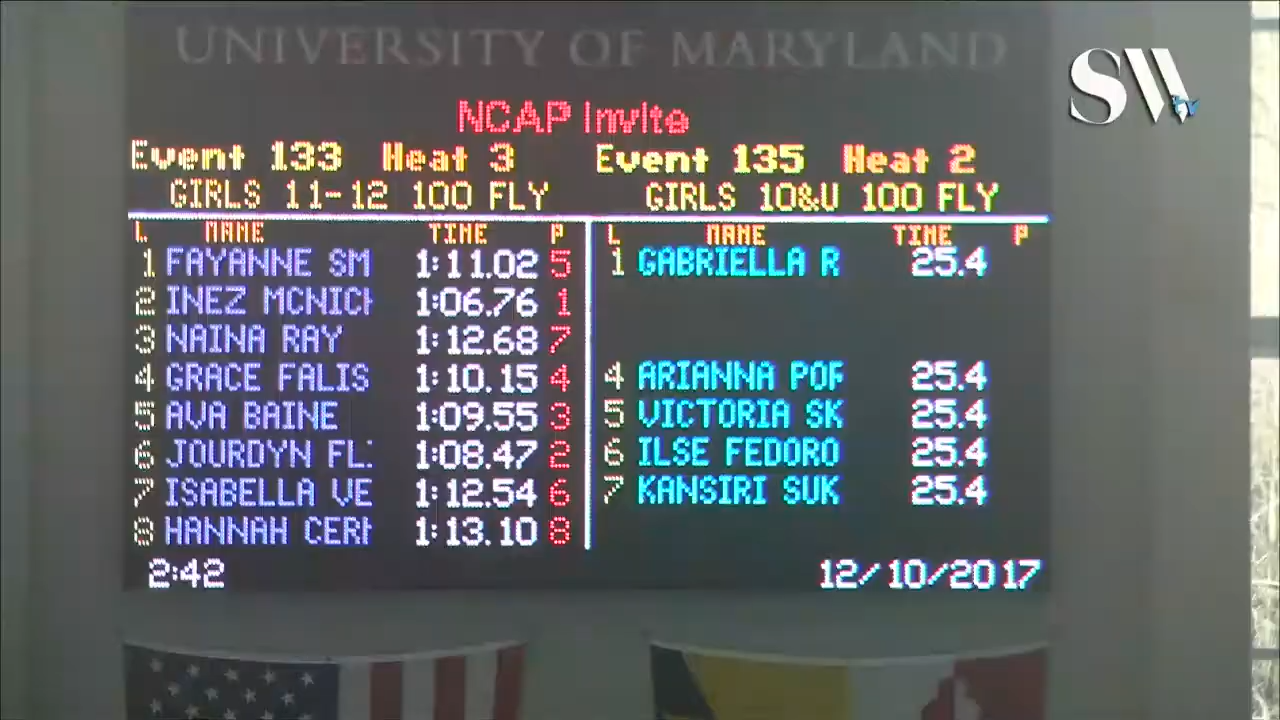 UNIVERSITY OF MARYLAND
SW
TV
NCAP Invite
Event 133 Heat 3 Event 135 Heat 2
GIRLS 11-12 100 FLY GIRLS 10&U 100 FLY
L NAME TIME P L NAME TIME P
1 FAYANNE SM 1:11.02 5 1 GABRIELLA R 25.4
2 INEZ MCNICH 1:06.76 1
3 NAINA RAY 1:12.68 7
4 GRACE FALIS 1:10.15 4 4 ARIANNA POR 25.4
5 AVA BAINE 1:09.55 3 5 VICTORIA SK 25.4
6 JOURDYN FL 1:08.47 2 6 ILSE FEDORO 25.4
7 ISABELLA VE 1:12.54 6 7 KANSIRI SUK 25.4
8 HANNAH CER 1:13.10 8
2:42 12/10/2017